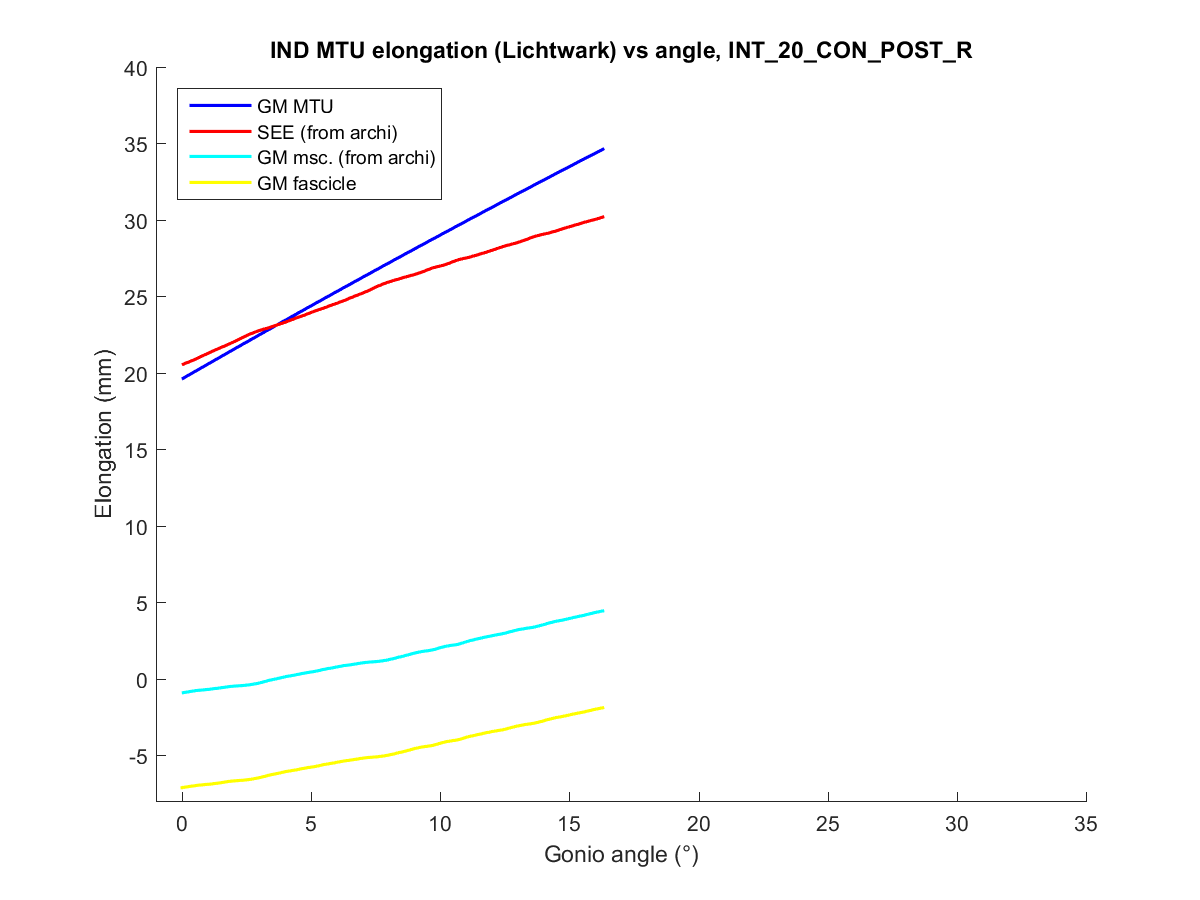 IND MTU elongation (Lichtwark) vs angle, INT_20_CON_POST_R
GM MTU
SEE (from archi)
GM msc. (from archi)
GM fascicle
40
35
30
25
20
15
10
5
0
-5
Elongation (mm)
0 5 10 15 20 25 30 35
Gonio angle (°)